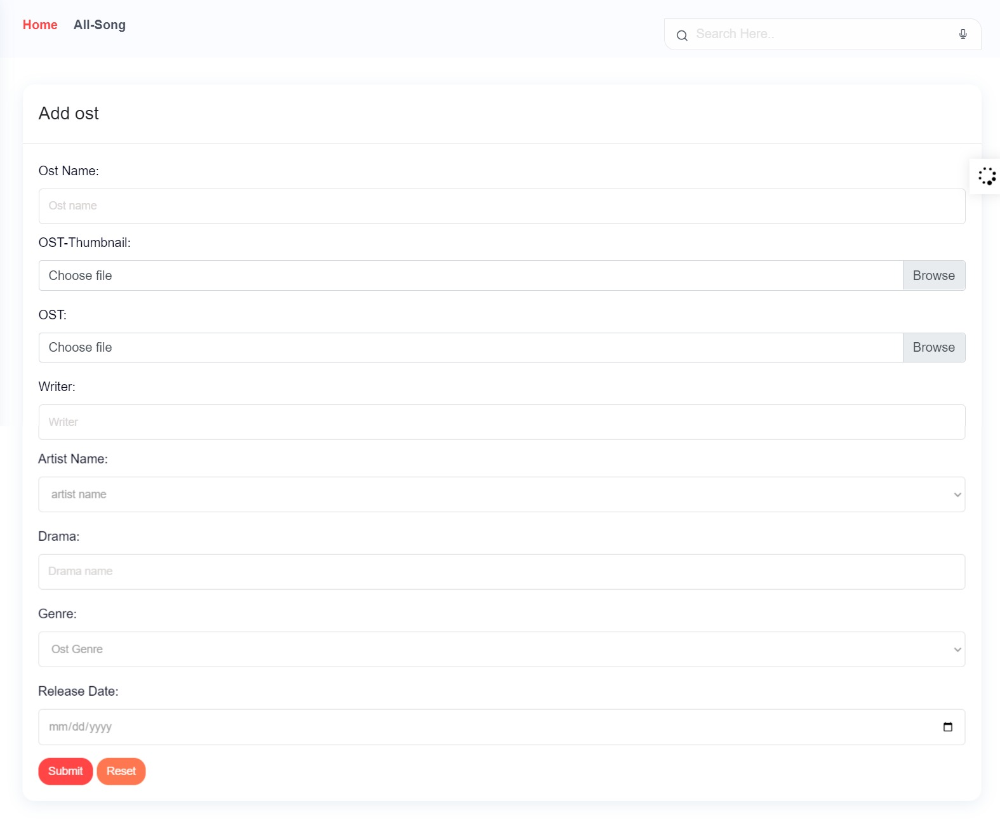 Home All-Song
Search Here..
Add ost
Ost Name:
Ost name
OST-Thumbnail:
Choose file Browse
OST:
Choose file Browse
Writer:
Writer
Artist Name:
artist name
Drama:
Drama name
Genre:
Ost Genre
Release Date:
mm/dd/yyyy
Submit Reset